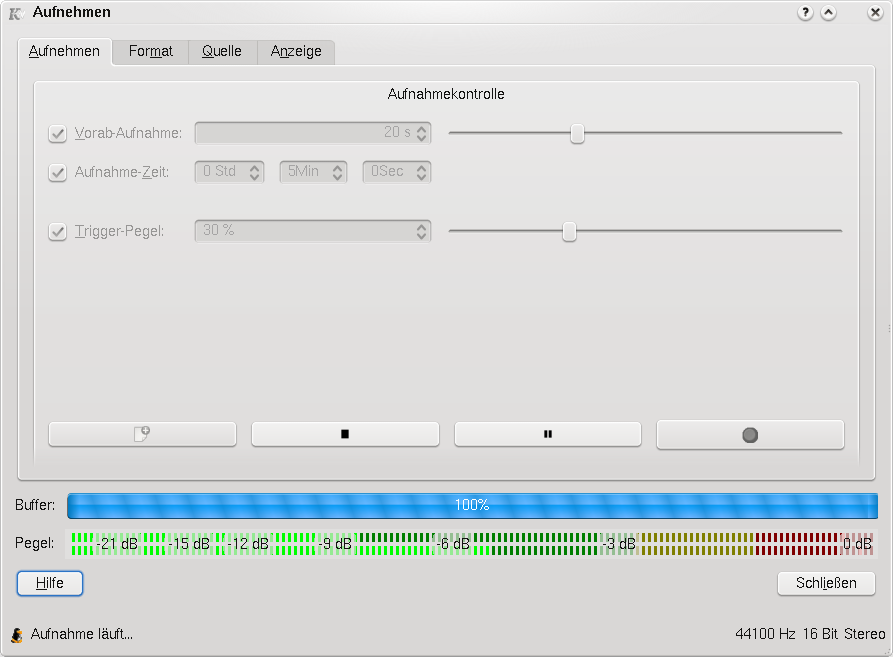 Aufnehmen
Aufnehmen Format Quelle Anzeige
Aufnahmekontrolle
Vorab-Aufnahme: 20 s
Aufnahme-Zeit: 0 Std 5Min 0Sec
Trigger-Pegel: 30 %
Buffer: 100%
Pegel: -21 dB -15 dB -12 dB -9 dB -6 dB -3 dB 0 dB
Hilfe Schließen
Aufnahme läuft... 44100 Hz 16 Bit Stereo